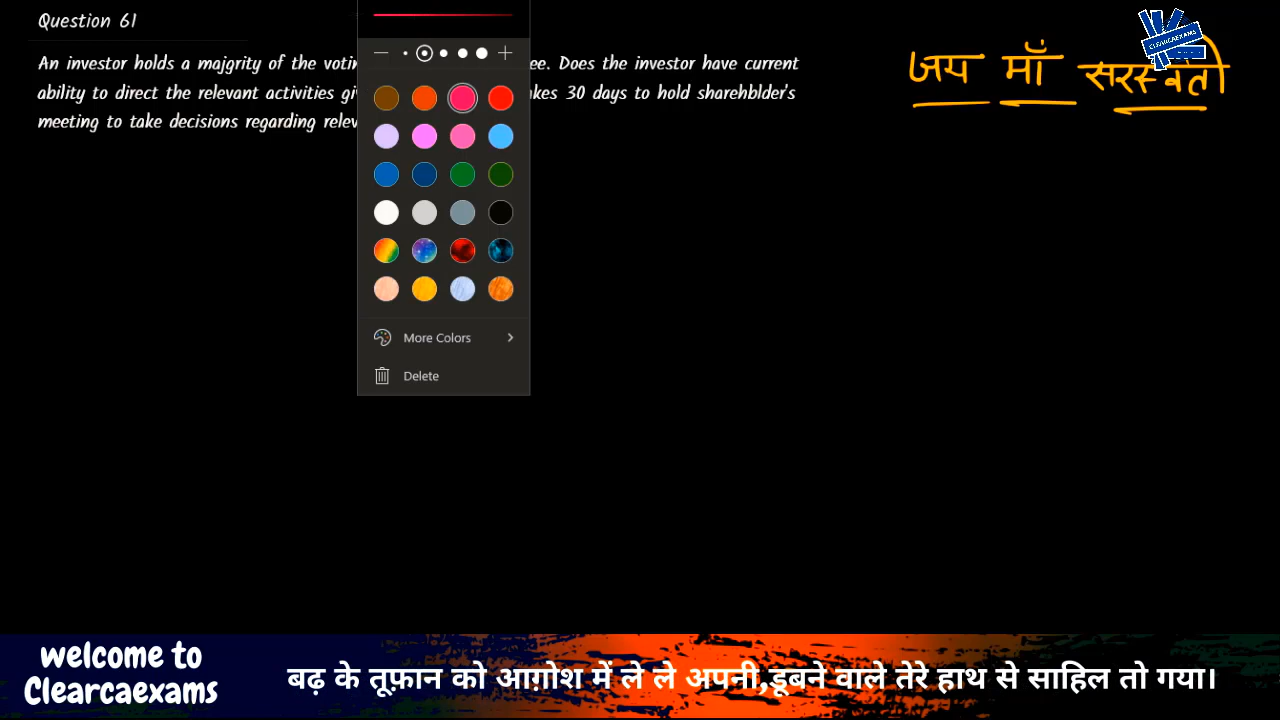 Question 61
An investor holds a majgrity of the votin ee. Does the investor have current
ability to direct the relevant activities gi kes 30 days to hold sharehblder's
meeting to take decisions regarding relev
More Colors
Delete
जय माँ सरस्वती
CLEARCAEXAMS
welcome to
Clearcaexams
बढ़ के तूफ़ान को आग़ोश में ले ले अपनी,डूबने वाले तेरे हाथ से साहिल तो गया।